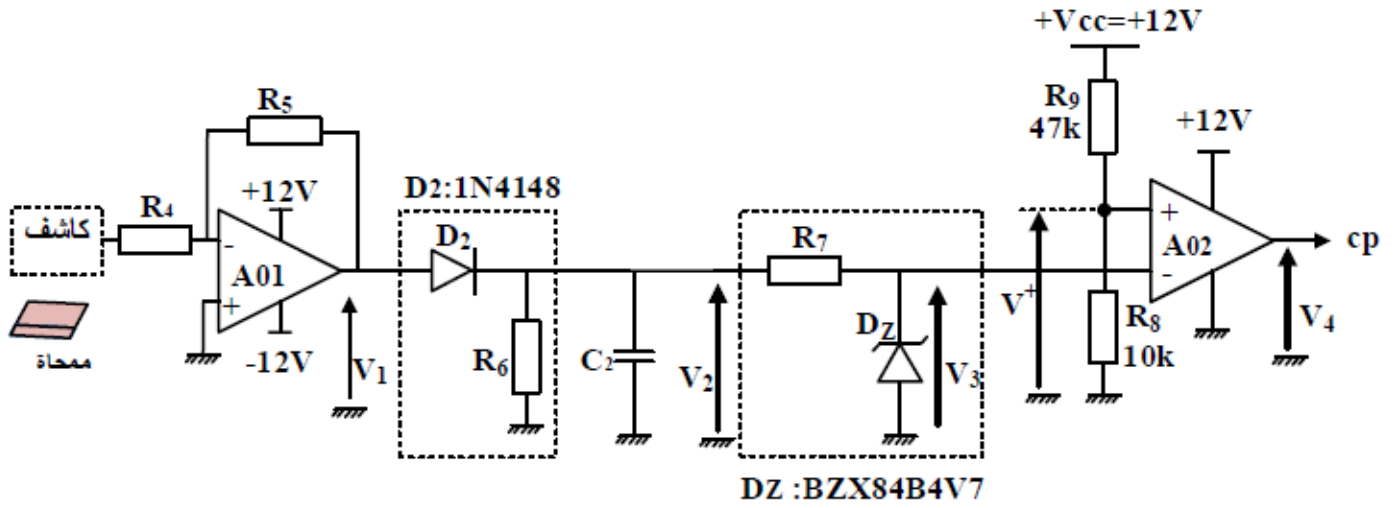 +Vcc=+12V
R9
47k
+12V
R5
D2:1N4148
+12V
كاشف
R4
D2
R7
-
A01
+
+
A02
-
cp
V+
ممحاة
-12V
V1
R6
C2
V2
DZ
V3
R8
10k
V4
DZ :BZX84B4V7